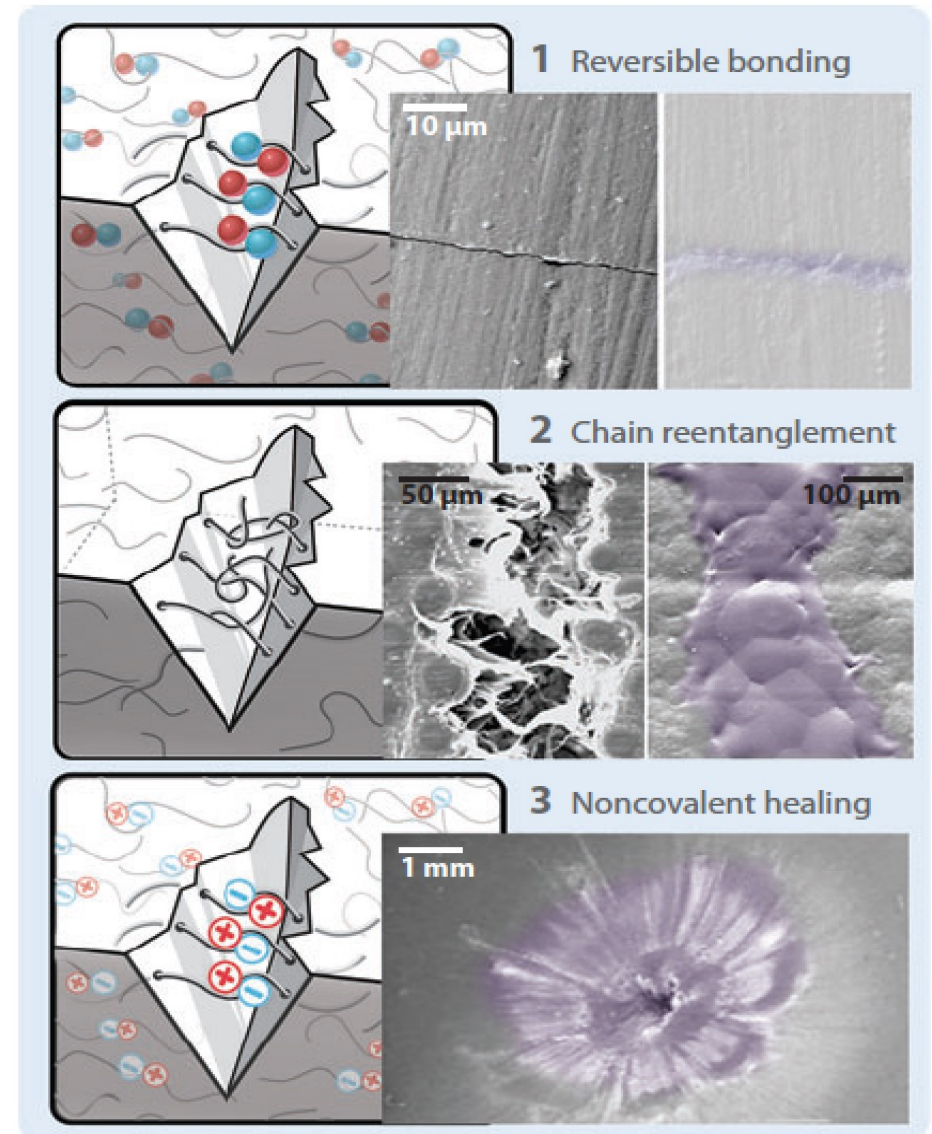 1 Reversible bonding
10 μm
2 Chain reentanglement
50 μm
100 μm
3 Noncovalent healing
1 mm